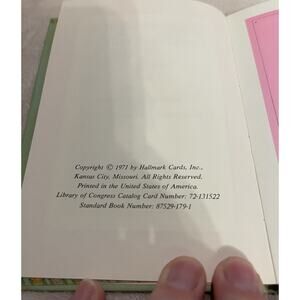 Copyright © 1971 by Hallmark Cards, Inc.,
Kansas City, Missouri. All Rights Reserved.
Printed in the United States of America.
Library of Congress Catalog Card Number: 72-131522
Standard Book Number: 87529-179-1